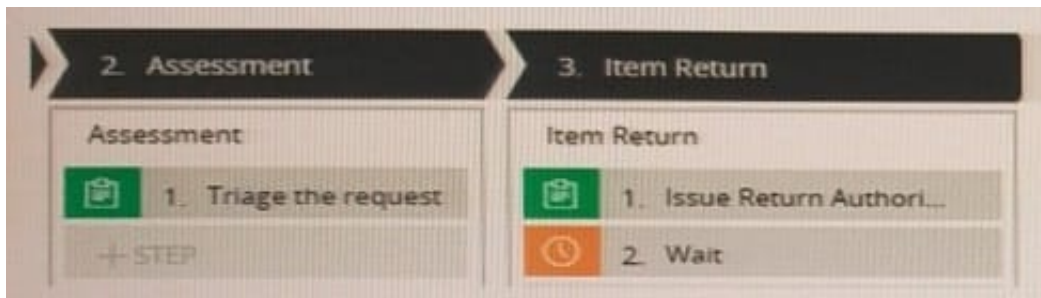 2. Assessment
3. Item Return
Assessment
1. Triage the request
+ STEP
Item Return
1. Issue Return Authori...
2. Wait